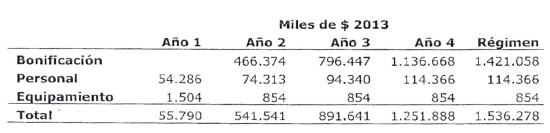 Miles de $ 2013
Año 1 Año 2 Año 3 Año 4 Régimen
Bonificación 466.374 796.447 1.136.668 1.421.058
Personal 54.286 74.313 94.340 114.366 114.366
Equipamiento 1.504 854 854 854 854
Total 55.790 541.541 891.641 1.251.888 1.536.278